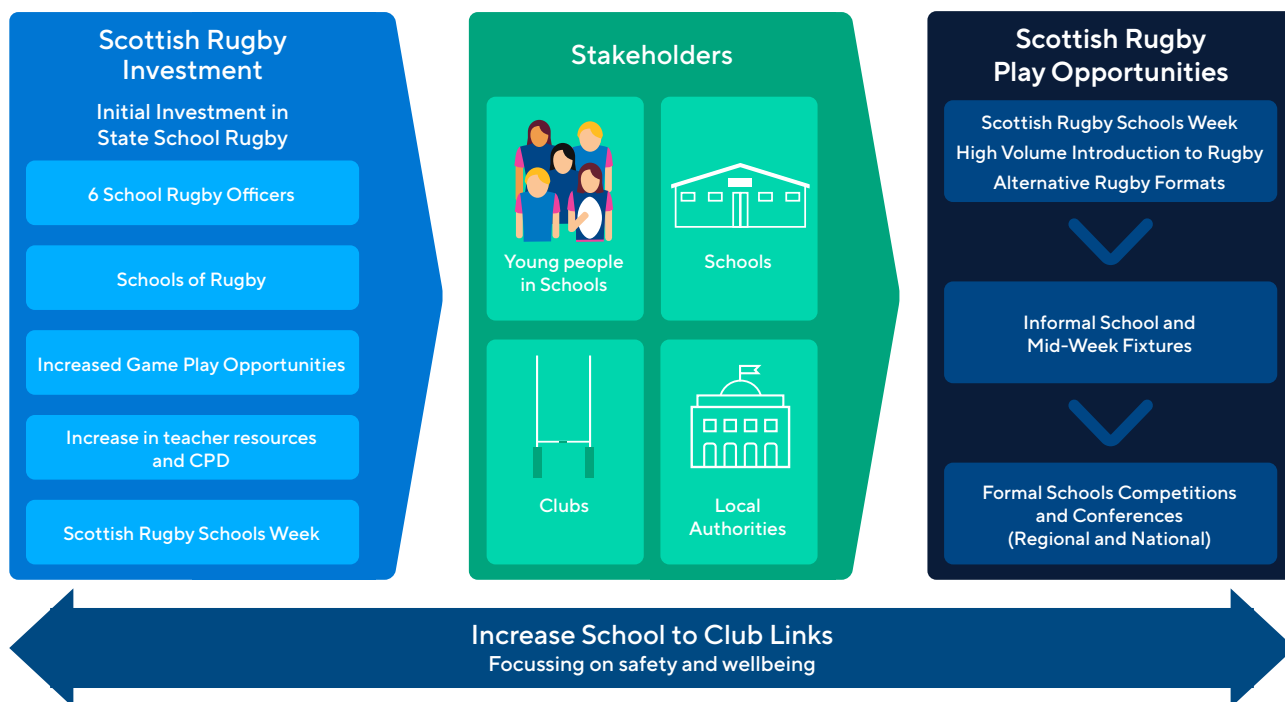 Scottish Rugby
Investment
Initial Investment in
State School Rugby
6 School Rugby Officers
Schools of Rugby
Increased Game Play Opportunities
Increase in teacher resources
and CPD
Scottish Rugby Schools Week
Stakeholders
Young people
in Schools
Schools
Clubs
Local
Authorities
Scottish Rugby
Play Opportunities
Scottish Rugby Schools Week
High Volume Introduction to Rugby
Alternative Rugby Formats
Informal School and
Mid-Week Fixtures
Formal Schools Competitions
and Conferences
(Regional and National)
Increase School to Club Links
Focussing on safety and wellbeing